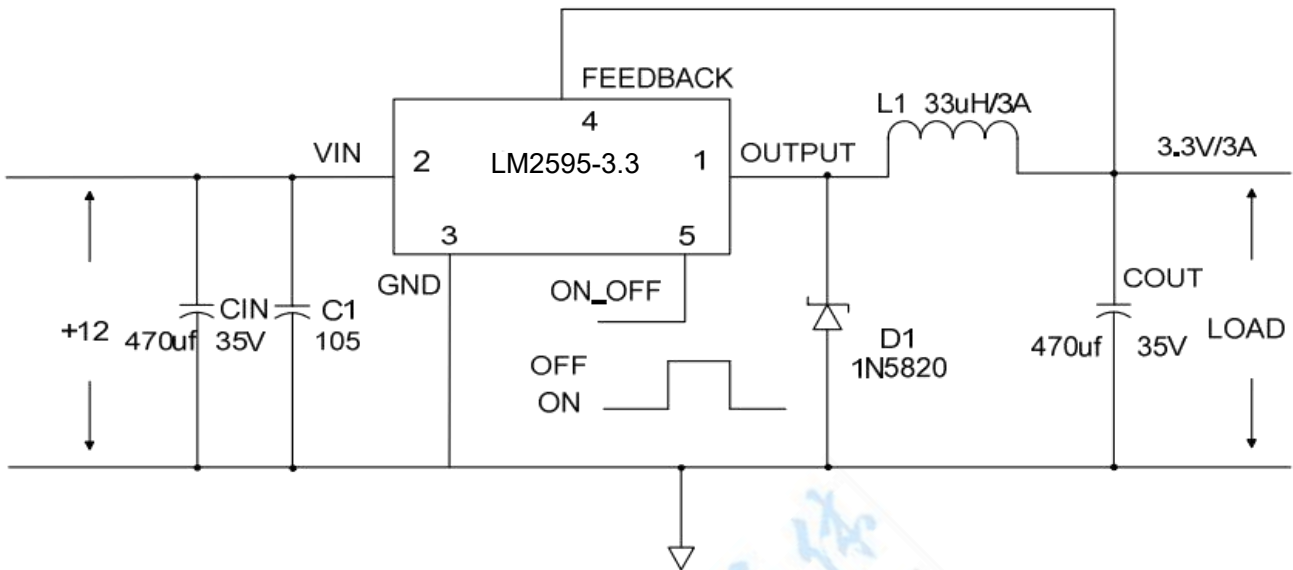 FEEDBACK
4
L1 33uH/3A
VIN
2
LM2595-3.3
1
OUTPUT
3.3V/3A
3
5
GND
ON_OFF
COUT
CIN
C1
+12
470uf
35V
105
D1
1N5820
470uf
35V
LOAD
OFF
ON